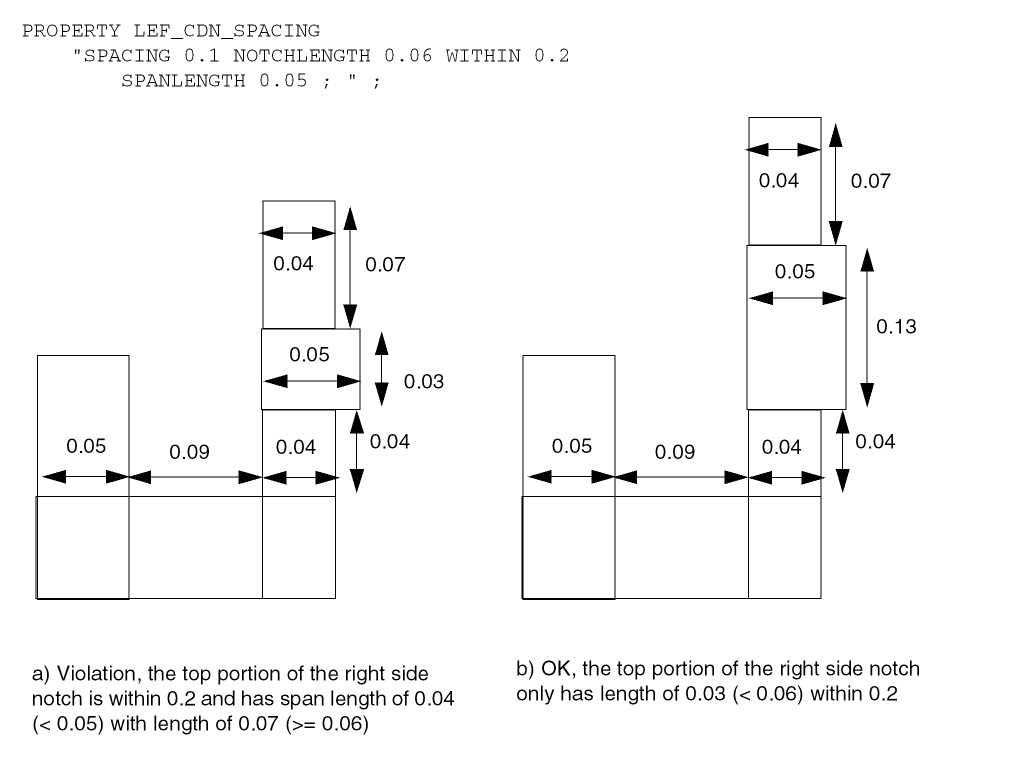 PROPERTY LEF_CDN_SPACING
"SPACING 0.1 NOTCHLENGTH 0.06 WITHIN 0.2
SPANLENGTH 0.05 ; " ;
0.04
0.07
0.05
0.03
0.05
0.09
0.04
0.04
0.04
0.07
0.05
0.13
0.05
0.09
0.04
0.04
a) Violation, the top portion of the right side
notch is within 0.2 and has span length of 0.04
(< 0.05) with length of 0.07 (>= 0.06)
b) OK, the top portion of the right side notch
only has length of 0.03 (< 0.06) within 0.2